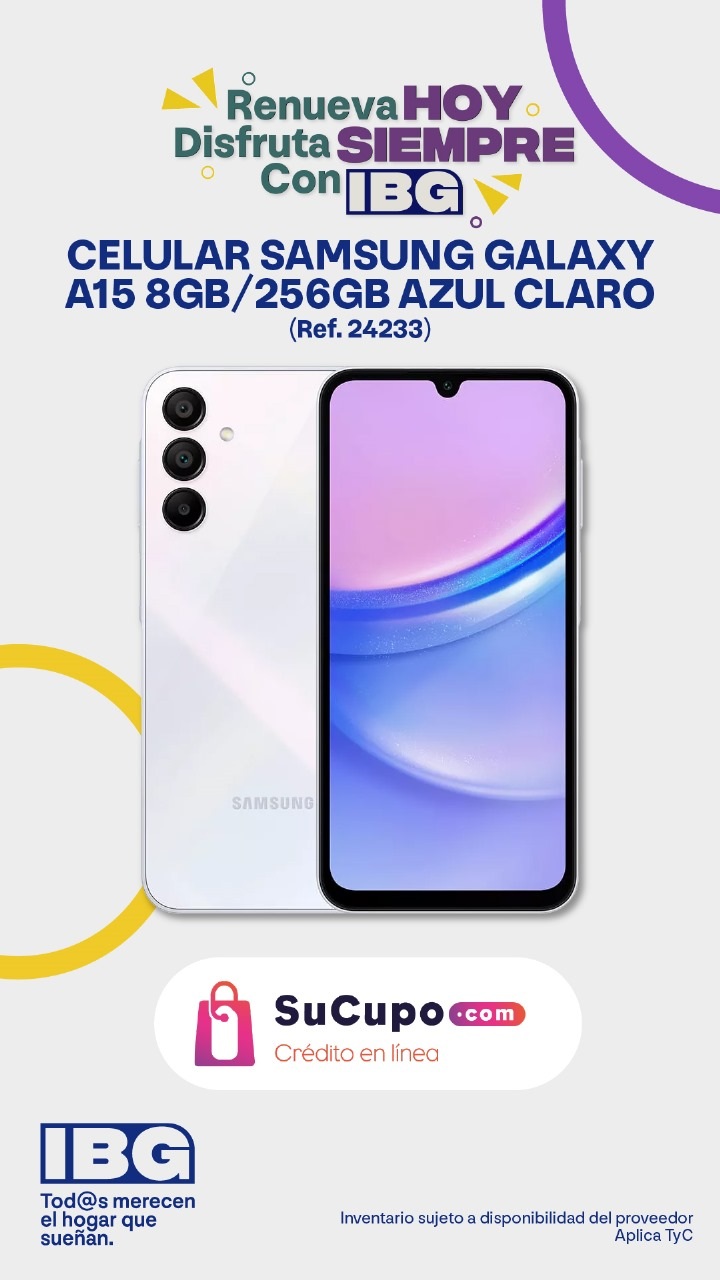 Renueva HOY
Disfruta SIEMPRE
Con IBG
CELULAR SAMSUNG GALAXY
A15 8GB/256GB AZUL CLARO
(Ref. 24233)
SAMSUNG
SuCupo.com
Crédito en línea
IBG
Tod@s merecen
el hogar que
sueñan.
Inventario sujeto a disponibilidad del proveedor
Aplica TyC